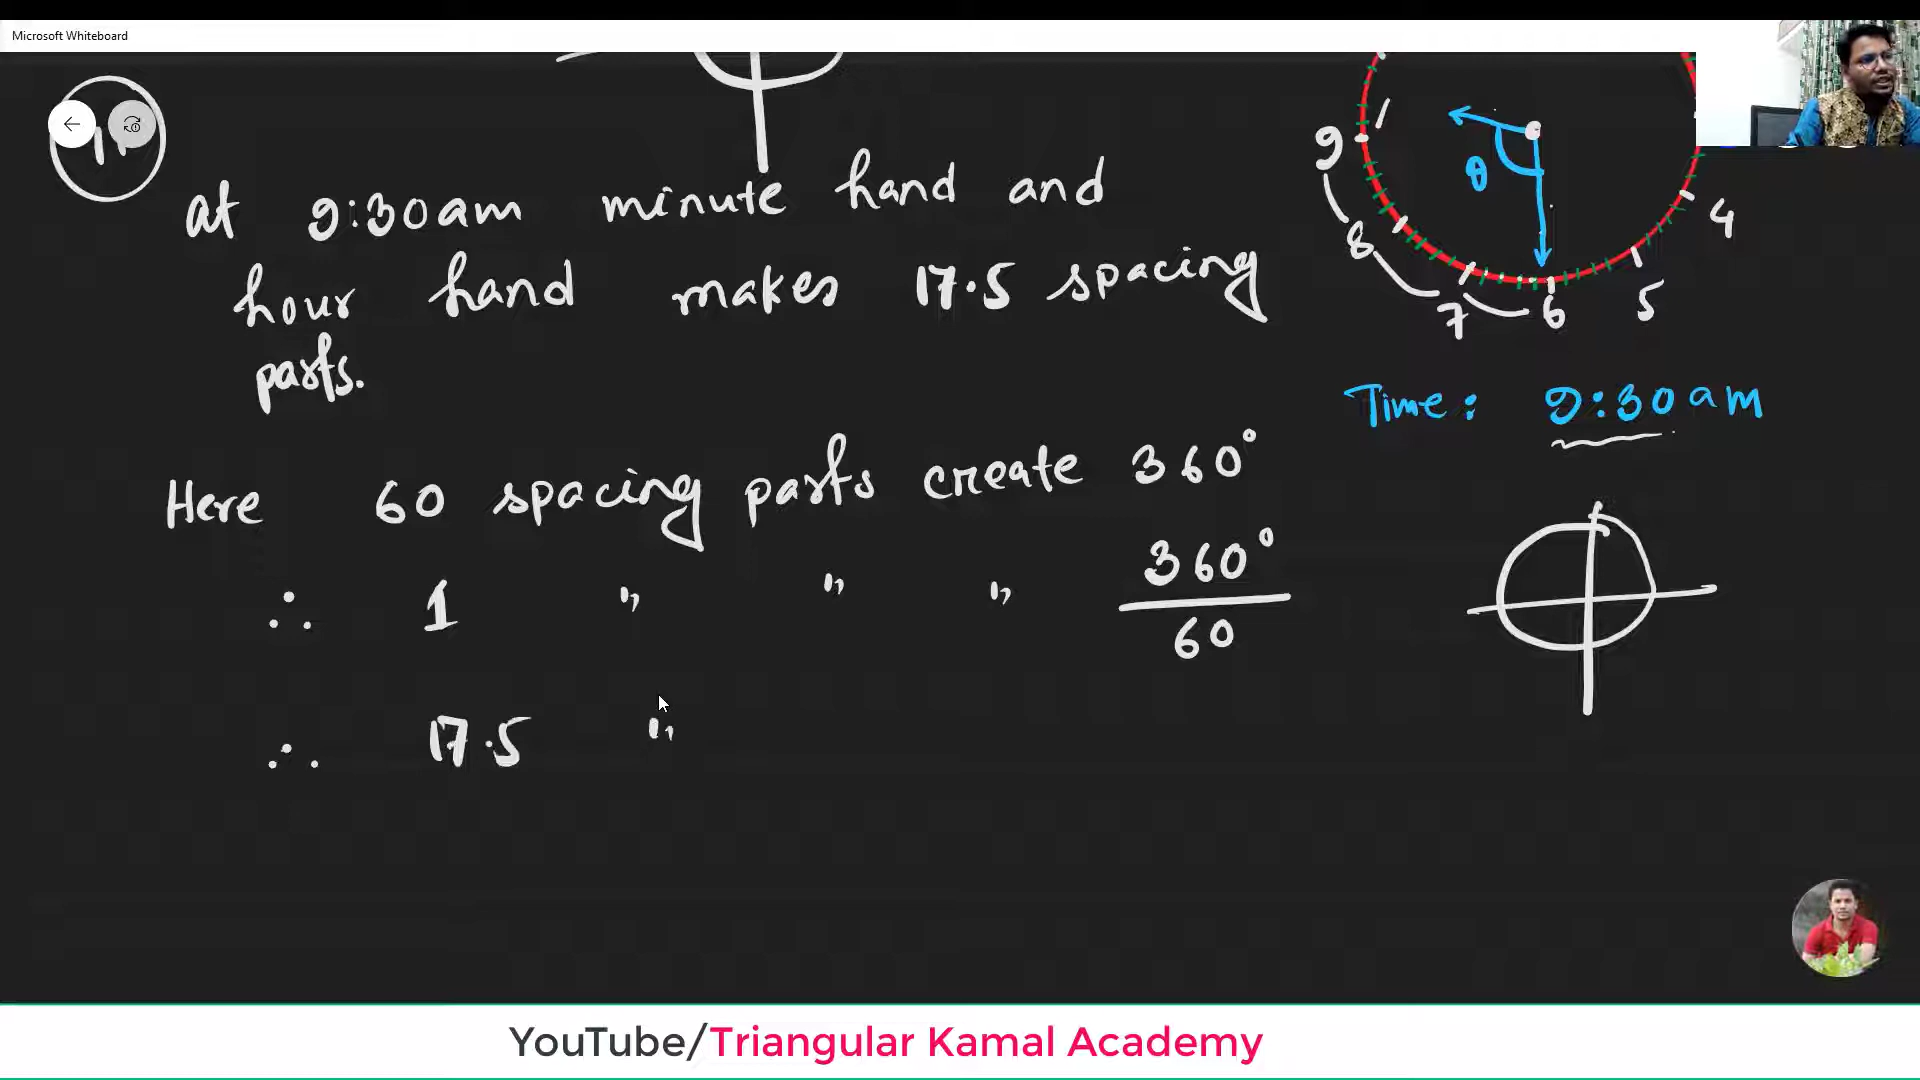 Microsoft Whiteboard
at 9:30am minute hand and
hour hand makes 17.5 spacing
parts.
Here 60 spacing parts create 360°
∴ 1 " " " 360°/60
∴ 17.5 "
9
8
7
6
5
4
θ
Time: 9:30am
YouTube/Triangular Kamal Academy